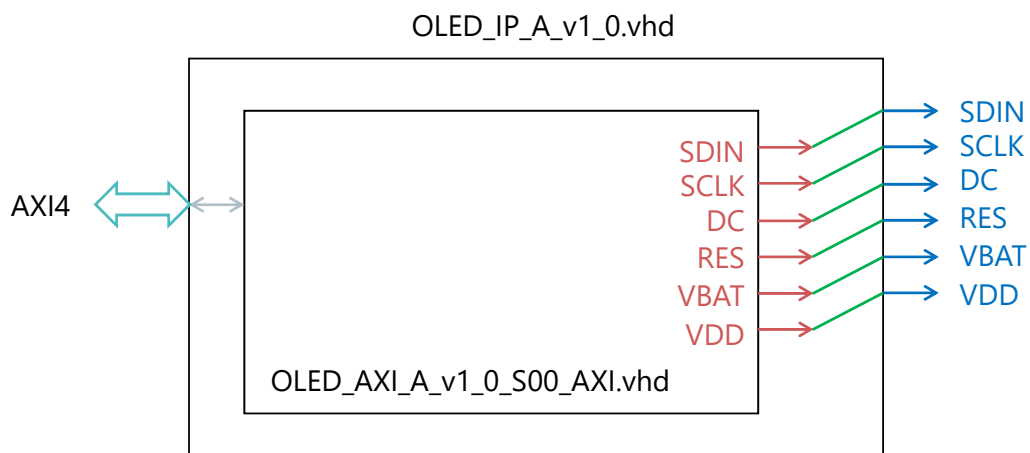 OLED_IP_A_v1_0.vhd
AXI4
SDIN
SCLK
DC
RES
VBAT
VDD
OLED_AXI_A_v1_0_S00_AXI.vhd
SDIN
SCLK
DC
RES
VBAT
VDD